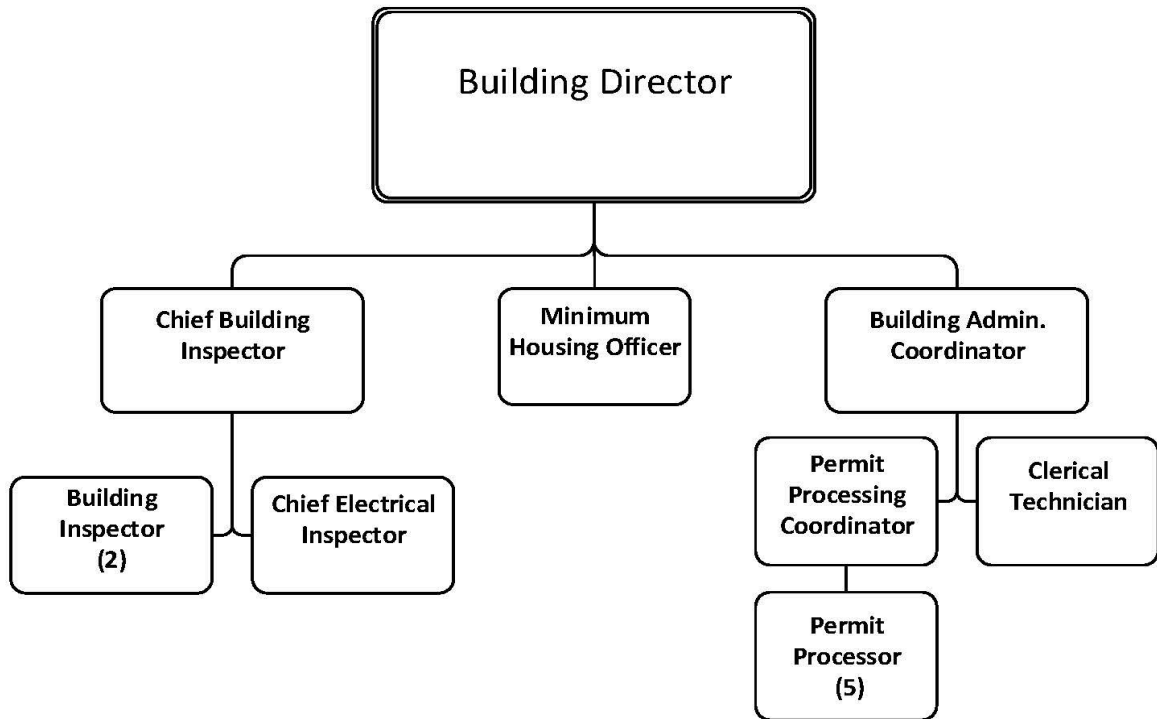 Building Director
Chief Building
Inspector
Minimum
Housing Officer
Building Admin.
Coordinator
Building
Inspector
(2)
Chief Electrical
Inspector
Permit
Processing
Coordinator
Clerical
Technician
Permit
Processor
(5)